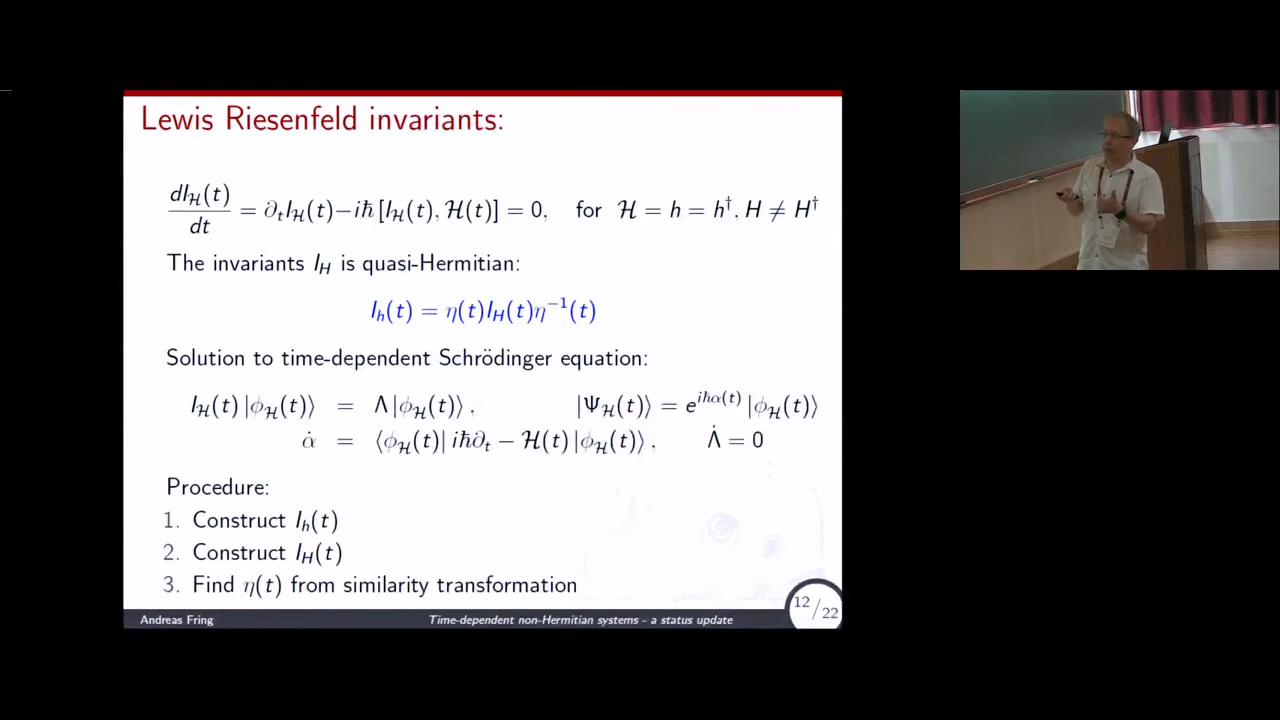 Lewis Riesenfeld invariants:
dI_ℋ(t)/dt = ∂_t I_ℋ(t) − iħ [I_ℋ(t), ℋ(t)] = 0, for ℋ = h = h†, H ≠ H†
The invariants I_H is quasi-Hermitian:
I_h(t) = η(t)I_H(t)η⁻¹(t)
Solution to time-dependent Schrödinger equation:
I_ℋ(t) |ϕ_ℋ(t)⟩ = Λ |ϕ_ℋ(t)⟩ , |Ψ_ℋ(t)⟩ = e^{iħα(t)} |ϕ_ℋ(t)⟩
α̇ = ⟨ϕ_ℋ(t)| iħ∂_t − ℋ(t) |ϕ_ℋ(t)⟩ . Λ̇ = 0
Procedure:
1. Construct I_h(t)
2. Construct I_H(t)
3. Find η(t) from similarity transformation
Andreas Fring Time-dependent non-Hermitian systems - a status update 12/22